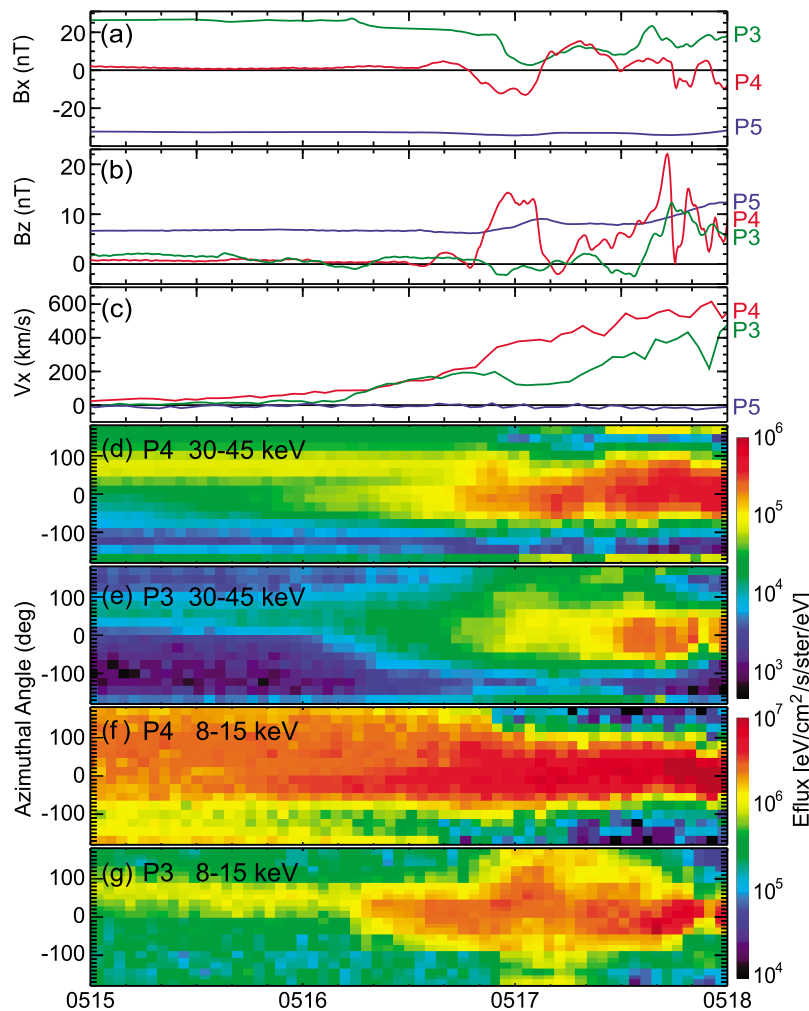 (a)
Bx (nT)
20
0
-20
P3
P4
P5
(b)
Bz (nT)
20
10
0
P5
P4
P3
(c)
Vx (km/s)
600
400
200
0
P4
P3
P5
(d) P4 30-45 keV
100
0
-100
(e) P3 30-45 keV
100
0
-100
(f) P4 8-15 keV
100
0
-100
(g) P3 8-15 keV
100
0
-100
Azimuthal Angle (deg)
0515
0516
0517
0518
10^6
10^5
10^4
10^3
10^7
10^6
10^5
10^4
Eflux [eV/cm^2/s/ster/eV]